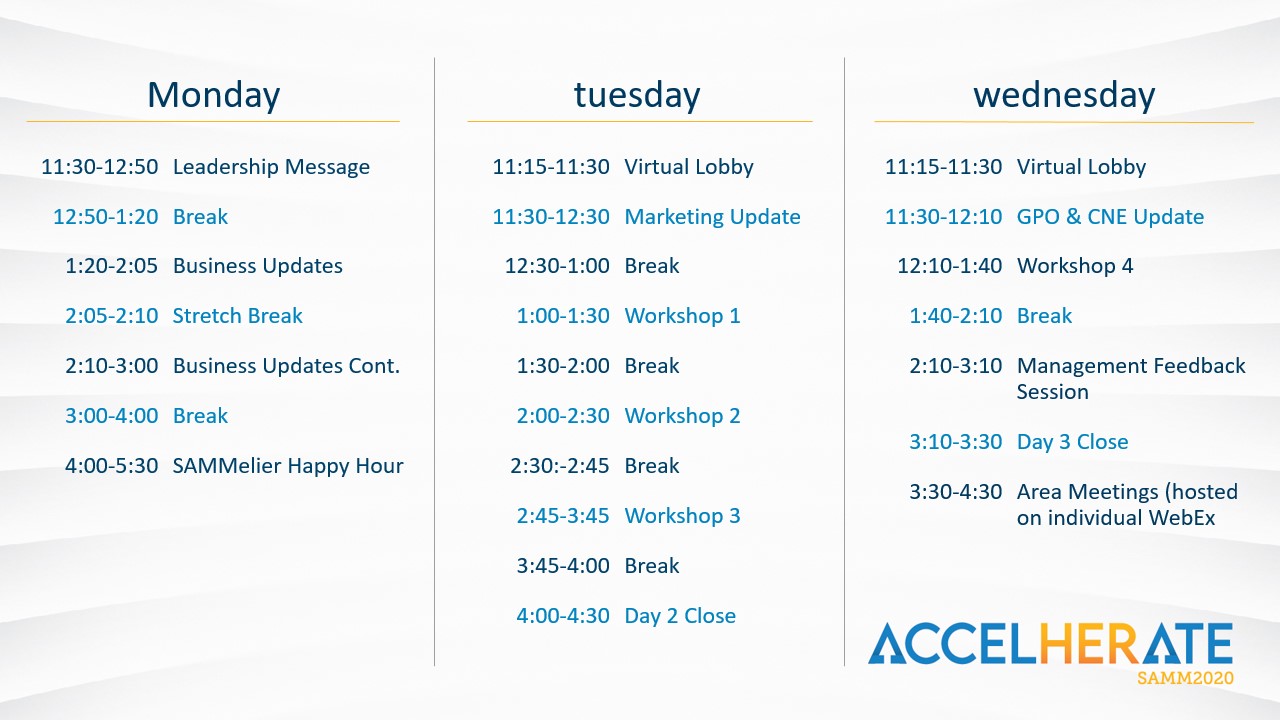 Monday
11:30-12:50 Leadership Message
12:50-1:20 Break
1:20-2:05 Business Updates
2:05-2:10 Stretch Break
2:10-3:00 Business Updates Cont.
3:00-4:00 Break
4:00-5:30 SAMMelier Happy Hour
tuesday
11:15-11:30 Virtual Lobby
11:30-12:30 Marketing Update
12:30-1:00 Break
1:00-1:30 Workshop 1
1:30-2:00 Break
2:00-2:30 Workshop 2
2:30:-2:45 Break
2:45-3:45 Workshop 3
3:45-4:00 Break
4:00-4:30 Day 2 Close
wednesday
11:15-11:30 Virtual Lobby
11:30-12:10 GPO & CNE Update
12:10-1:40 Workshop 4
1:40-2:10 Break
2:10-3:10 Management Feedback
Session
3:10-3:30 Day 3 Close
3:30-4:30 Area Meetings (hosted
on individual WebEx
ACCELHERATE
SAMM2020